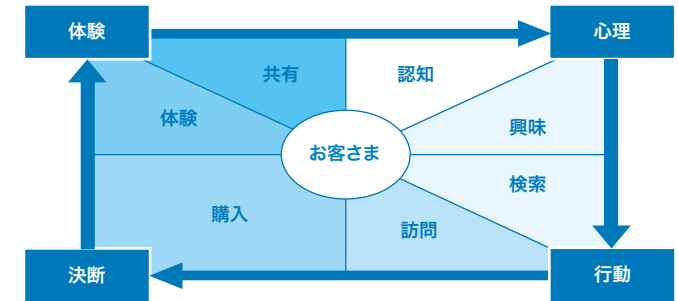 体験
心理
共有
認知
体験
興味
お客さま
検索
購入
訪問
決断
行動